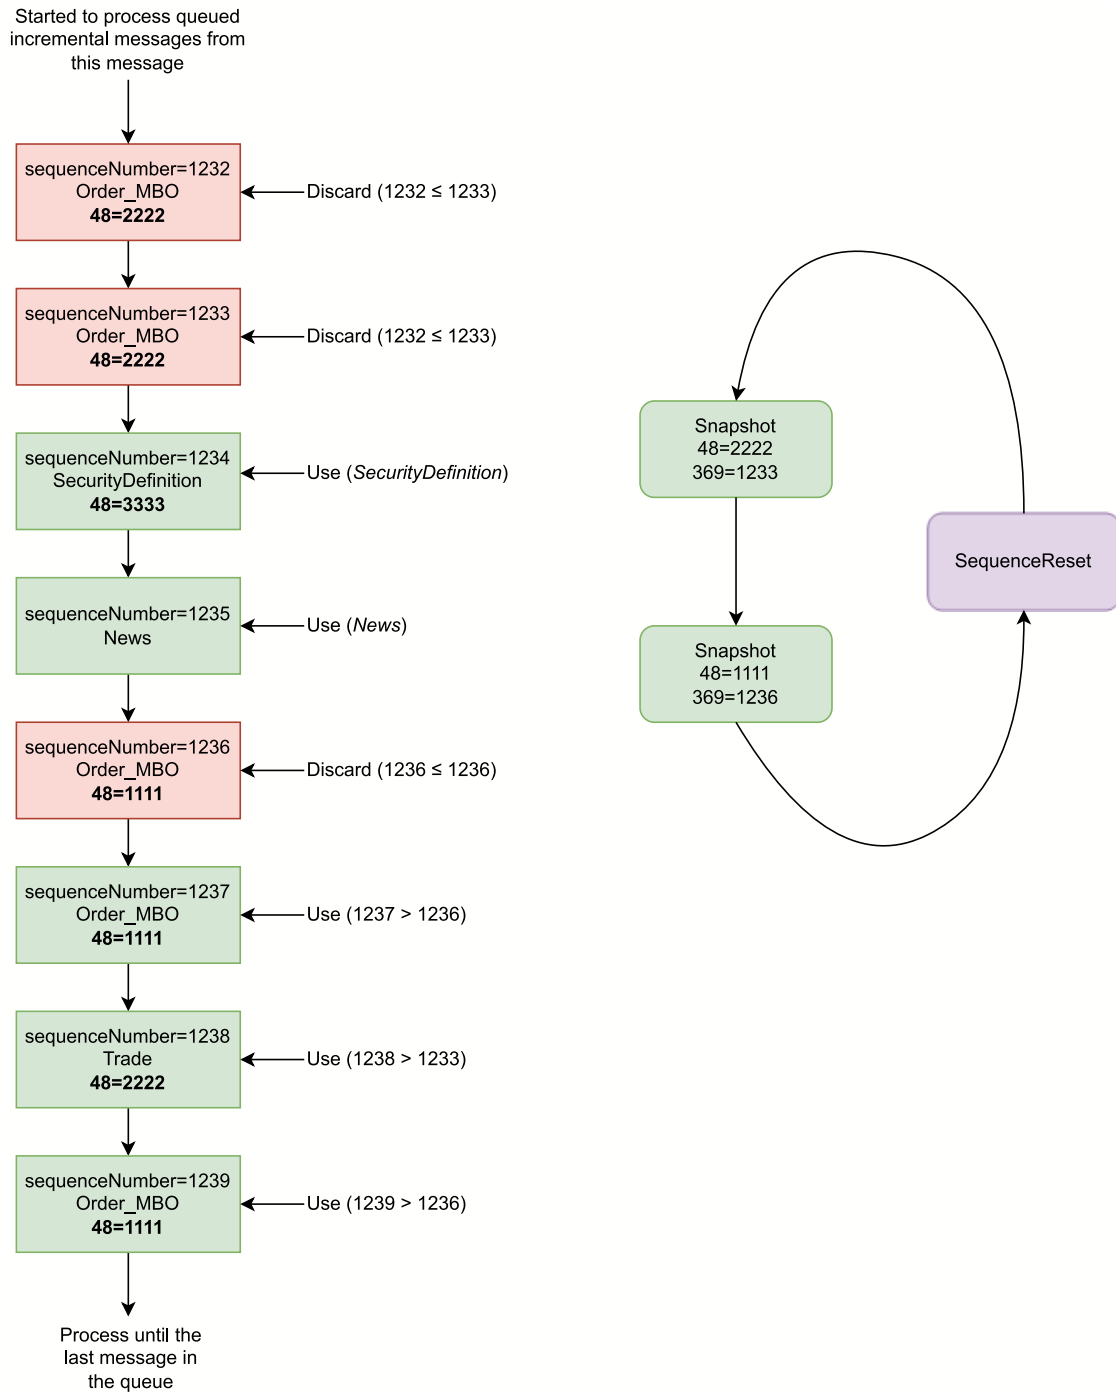 Started to process queued
incremental messages from
this message
sequenceNumber=1232
Order_MBO
48=2222
Discard (1232 ≤ 1233)
sequenceNumber=1233
Order_MBO
48=2222
Discard (1232 ≤ 1233)
sequenceNumber=1234
SecurityDefinition
48=3333
Use (SecurityDefinition)
sequenceNumber=1235
News
Use (News)
sequenceNumber=1236
Order_MBO
48=1111
Discard (1236 ≤ 1236)
sequenceNumber=1237
Order_MBO
48=1111
Use (1237 > 1236)
sequenceNumber=1238
Trade
48=2222
Use (1238 > 1233)
sequenceNumber=1239
Order_MBO
48=1111
Use (1239 > 1236)
Process until the
last message in
the queue
Snapshot
48=2222
369=1233
SequenceReset
Snapshot
48=1111
369=1236